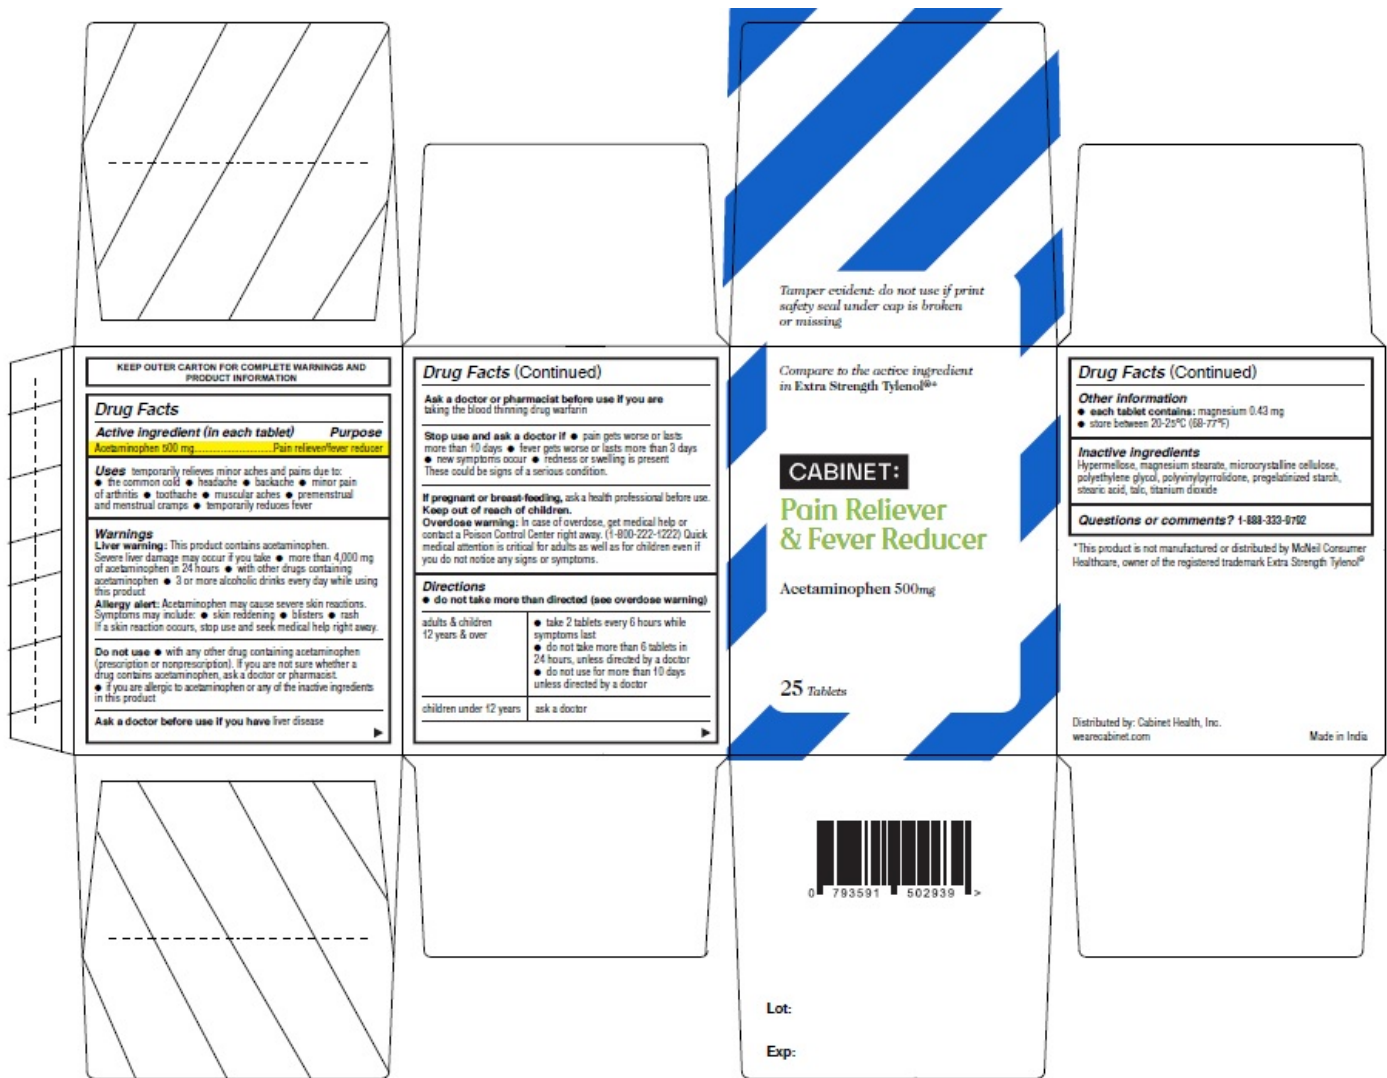 KEEP OUTER CARTON FOR COMPLETE WARNINGS AND
PRODUCT INFORMATION
Drug Facts
Active ingredient (in each tablet) Purpose
Acetaminophen 500 mg..........................Pain reliever/fever reducer
Uses temporarily relieves minor aches and pains due to:
● the common cold ● headache ● backache ● minor pain
of arthritis ● toothache ● muscular aches ● premenstrual
and menstrual cramps ● temporarily reduces fever
Warnings
Liver warning: This product contains acetaminophen.
Severe liver damage may occur if you take ● more than 4,000 mg
of acetaminophen in 24 hours ● with other drugs containing
acetaminophen ● 3 or more alcoholic drinks every day while using
this product
Allergy alert: Acetaminophen may cause severe skin reactions.
Symptoms may include: ● skin reddening ● blisters ● rash
If a skin reaction occurs, stop use and seek medical help right away.
Do not use ● with any other drug containing acetaminophen
(prescription or nonprescription). If you are not sure whether a
drug contains acetaminophen, ask a doctor or pharmacist.
● if you are allergic to acetaminophen or any of the inactive ingredients
in this product
Ask a doctor before use if you have liver disease
Drug Facts (Continued)
Ask a doctor or pharmacist before use if you are
taking the blood thinning drug warfarin
Stop use and ask a doctor if ● pain gets worse or lasts
more than 10 days ● fever gets worse or lasts more than 3 days
● new symptoms occur ● redness or swelling is present
These could be signs of a serious condition.
If pregnant or breast-feeding, ask a health professional before use.
Keep out of reach of children.
Overdose warning: In case of overdose, get medical help or
contact a Poison Control Center right away. (1-800-222-1222) Quick
medical attention is critical for adults as well as for children even if
you do not notice any signs or symptoms.
Directions
● do not take more than directed (see overdose warning)
adults & children
12 years & over
● take 2 tablets every 6 hours while
symptoms last
● do not take more than 6 tablets in
24 hours, unless directed by a doctor
● do not use for more than 10 days
unless directed by a doctor
children under 12 years ask a doctor
Tamper evident: do not use if print
safety seal under cap is broken
or missing
Compare to the active ingredient
in Extra Strength Tylenol®*
CABINET:
Pain Reliever
& Fever Reducer
Acetaminophen 500mg
25 Tablets
0 793591 502939 >
Lot:
Exp:
Drug Facts (Continued)
Other information
● each tablet contains: magnesium 0.43 mg
● store between 20-25ºC (68-77ºF)
Inactive ingredients
Hypermellose, magnesium stearate, microcrystalline cellulose,
polyethylene glycol, polyvinylpyrrolidone, pregelatinized starch,
stearic acid, talc, titanium dioxide
Questions or comments? 1-888-333-9792
*This product is not manufactured or distributed by McNeil Consumer
Healthcare, owner of the registered trademark Extra Strength Tylenol®
Distributed by: Cabinet Health, Inc.
wearecabinet.com Made in India